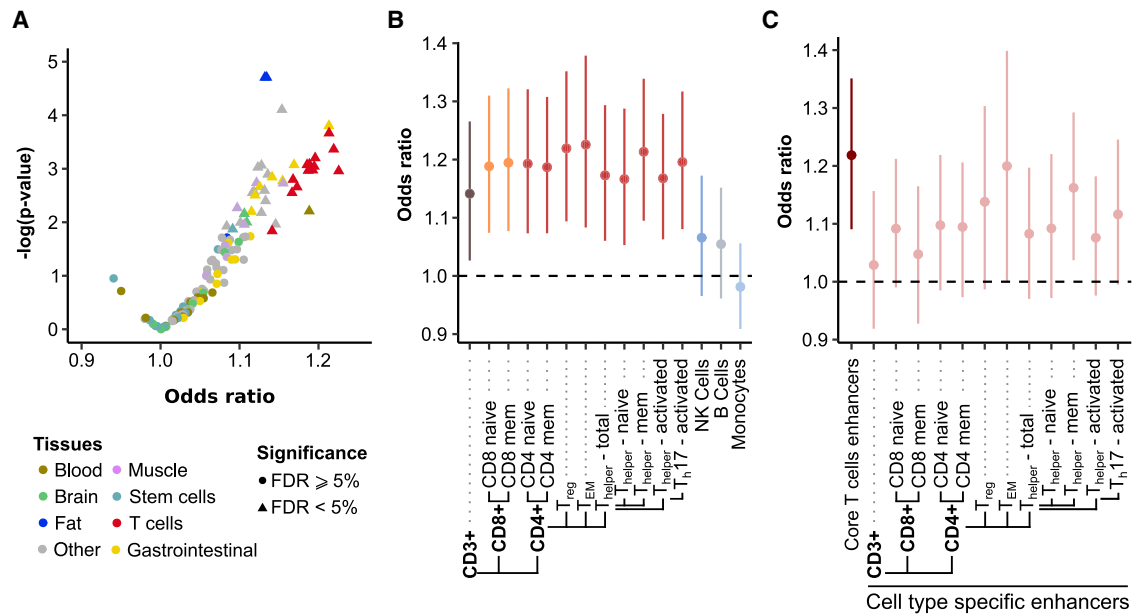 A
5
4
3
2
1
0
-log(p-value)
0.9 1.0 1.1 1.2
Odds ratio
Tissues
Blood
Brain
Fat
Other
Muscle
Stem cells
T cells
Gastrointestinal
Significance
FDR ⩾ 5%
FDR < 5%
B
1.4
1.3
1.2
1.1
1.0
0.9
Odds ratio
CD3+
CD8+
CD8 naive
CD8 mem
CD4+
CD4 naive
CD4 mem
Treg
TEM
Thelper- total
Thelper- naive
Thelper- mem
Thelper- activated
Th17 - activated
NK Cells
B Cells
Monocytes
C
1.4
1.3
1.2
1.1
1.0
0.9
Odds ratio
Core T cells enhancers
CD3+
CD8+
CD8 naive
CD8 mem
CD4+
CD4 naive
CD4 mem
Treg
TEM
Thelper- total
Thelper- naive
Thelper- mem
Thelper- activated
Th17 - activated
Cell type specific enhancers